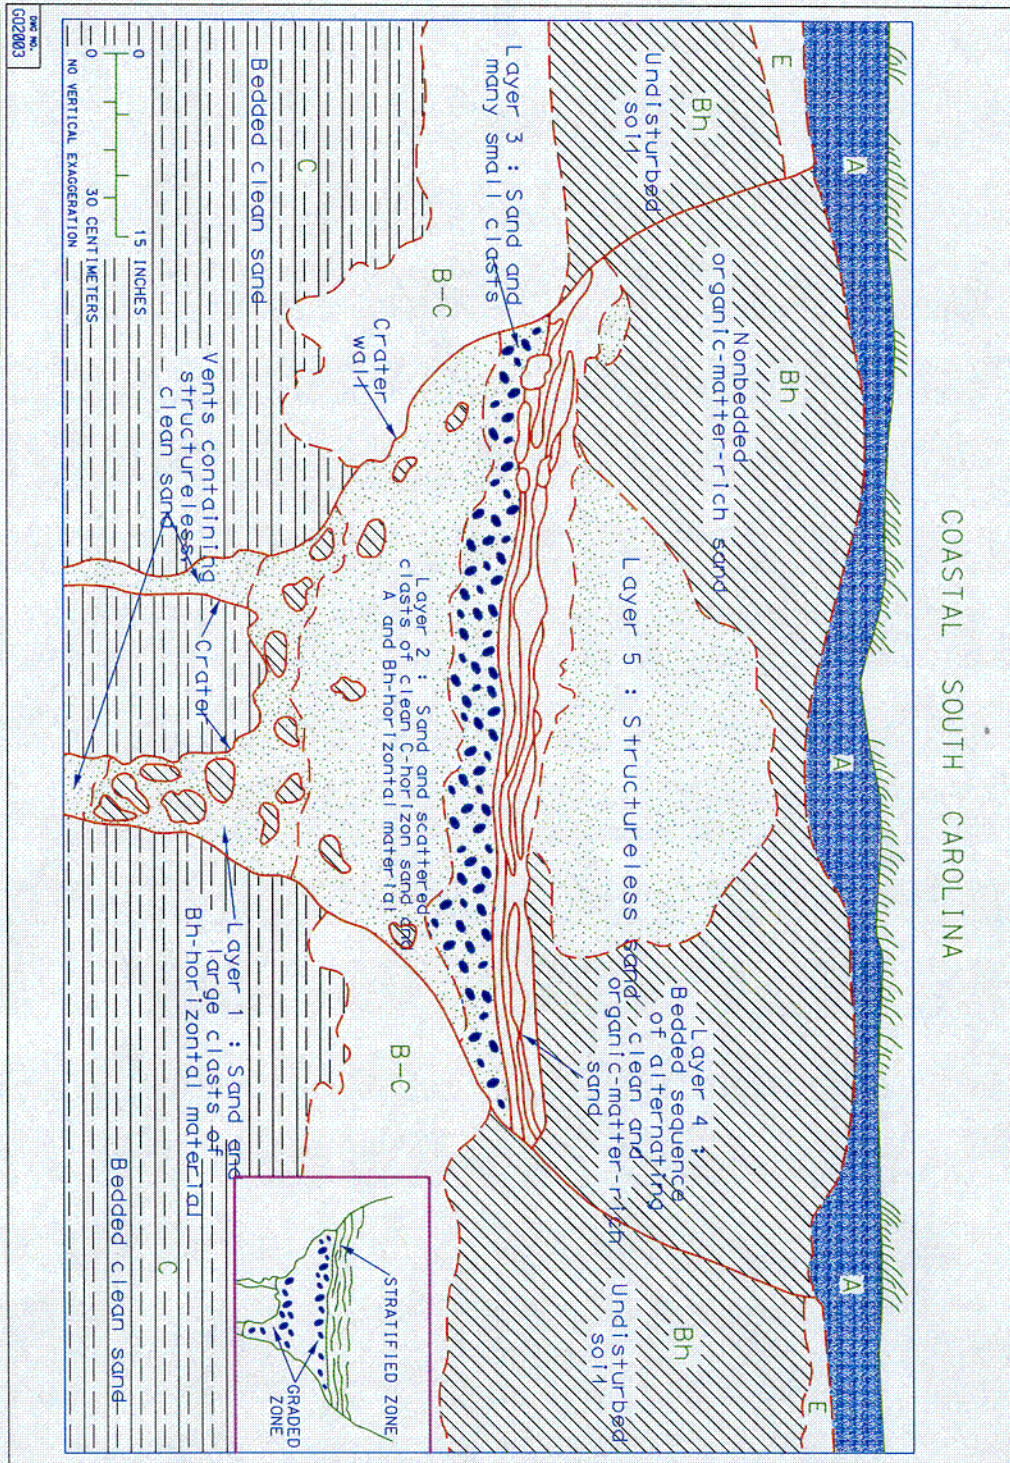 COASTAL SOUTH CAROLINA
A
A
A
E
E
Bh
Bh
Bh
Undisturbed
soil
Nonbedded
organic-matter-rich sand
Layer 5 : Structureless sand
Layer 4 :
Bedded sequence
of alternating
clean and
organic-matter-rich
sand
Undisturbed
soil
Layer 3 : Sand and
many small clasts
B-C
B-C
Crater
wall
Layer 2 : Sand and scattered
clasts of clean C-horizon sand and
A and Bh-horizontal material
C
Bedded clean sand
Vents containing
structureless
clean sand
Crater
Layer 1 : Sand and
large clasts of
Bh-horizontal material
C
Bedded clean sand
STRATIFIED ZONE
GRADED
ZONE
0 15 INCHES
0 30 CENTIMETERS
NO VERTICAL EXAGGERATION
DWG NO.
G02003